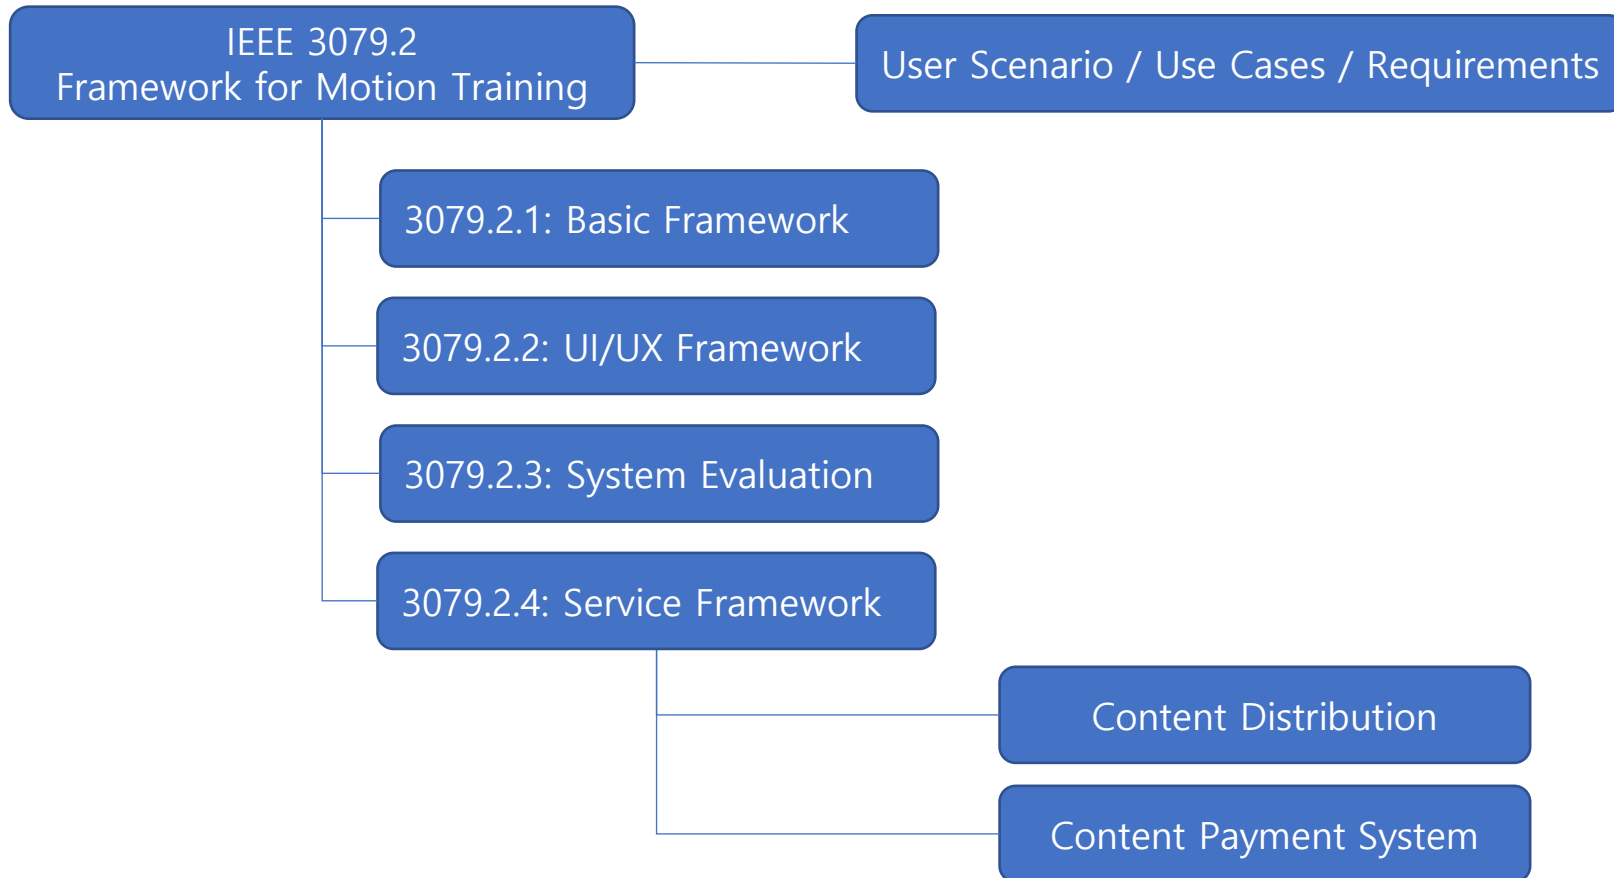 IEEE 3079.2
Framework for Motion Training
User Scenario / Use Cases / Requirements
3079.2.1: Basic Framework
3079.2.2: UI/UX Framework
3079.2.3: System Evaluation
3079.2.4: Service Framework
Content Distribution
Content Payment System